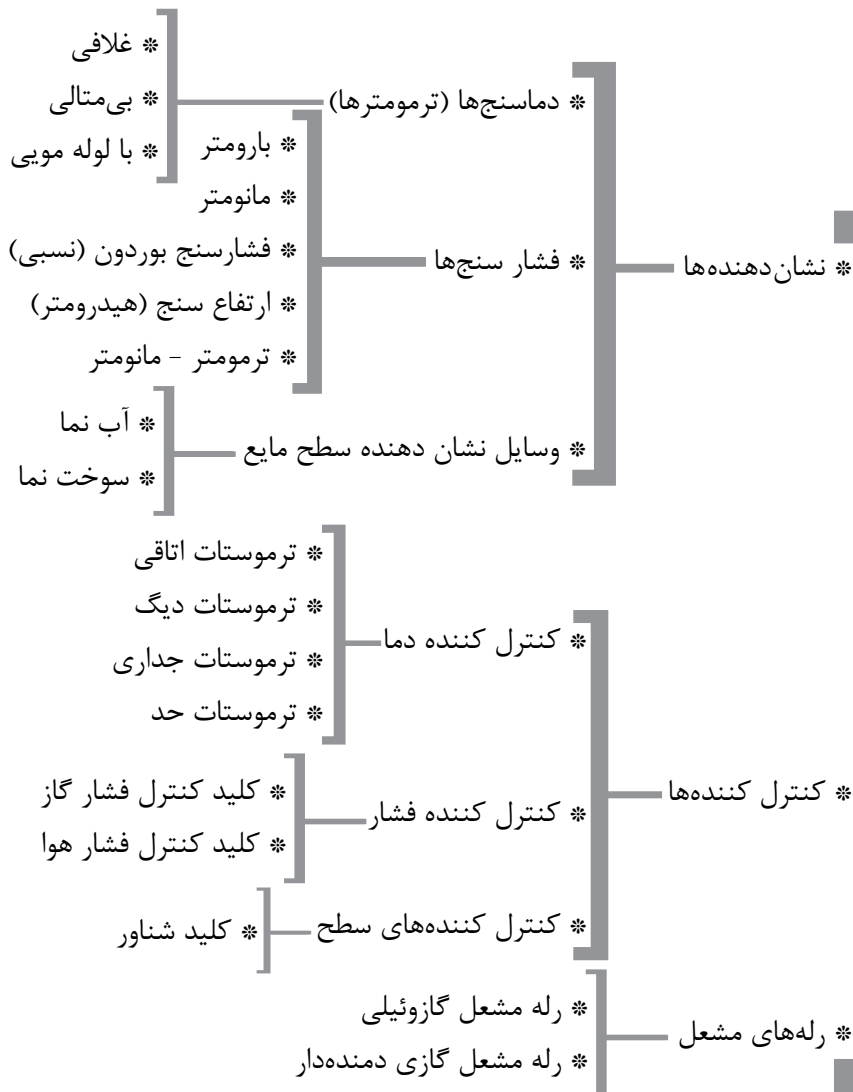 * نشان‌دهنده‌ها
* دماسنج‌ها (ترمومترها)
* غلافی
* بی‌متالی
* با لوله مویی
* فشار سنج‌ها
* بارومتر
* مانومتر
* فشارسنج بوردون (نسبی)
* ارتفاع سنج (هیدرومتر)
* ترمومتر – مانومتر
* وسایل نشان دهنده سطح مایع
* آب نما
* سوخت نما
* کنترل کننده‌ها
* کنترل کننده دما
* ترموستات اتاقی
* ترموستات دیگ
* ترموستات جداری
* ترموستات حد
* کنترل کننده فشار
* کلید کنترل فشار گاز
* کلید کنترل فشار هوا
* کنترل کننده‌های سطح
* کلید شناور
* رله‌های مشعل
* رله مشعل گازوئیلی
* رله مشعل گازی دمنده‌دار